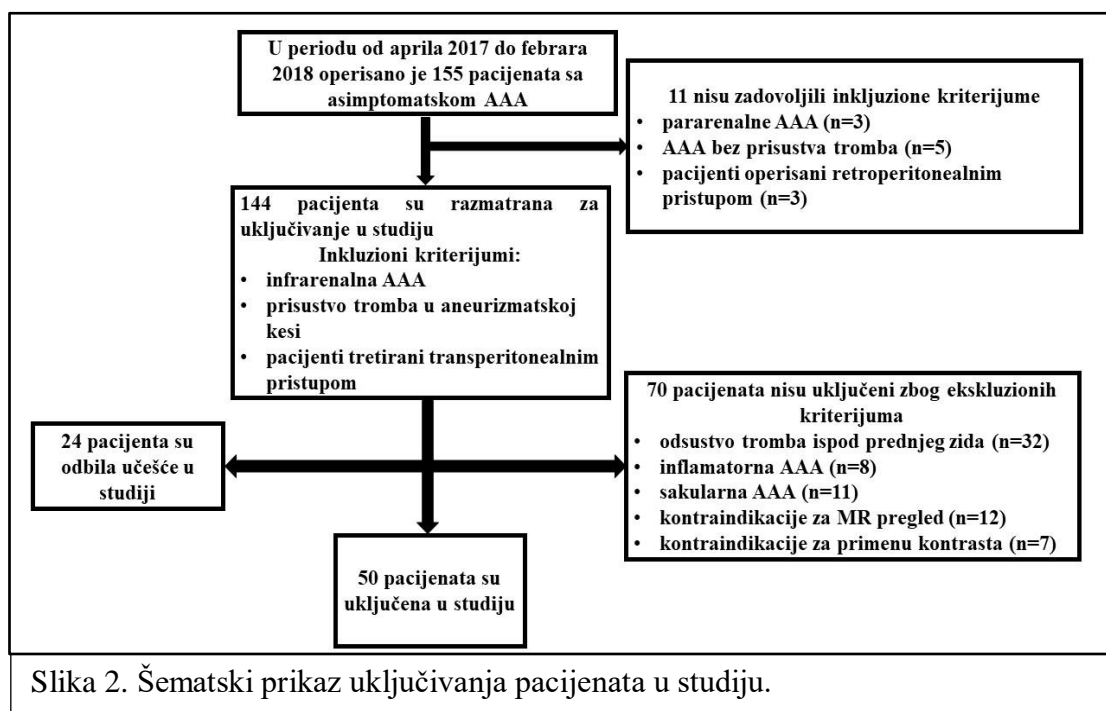 U periodu od aprila 2017 do febrara
2018 operisano je 155 pacijenata sa
asimptomatskom AAA
11 nisu zadovoljili inkljuzione kriterijume
• pararenalne AAA (n=3)
• AAA bez prisustva tromba (n=5)
• pacijenti operisani retroperitonealnim
pristupom (n=3)
144 pacijenta su razmatrana za
uključivanje u studiju
Inkluzioni kriterijumi:
• infrarenalna AAA
• prisustvo tromba u aneurizmatskoj
kesi
• pacijenti tretirani transperitonealnim
pristupom
24 pacijenta su
odbila učešće u
studiji
70 pacijenata nisu uključeni zbog ekskluzionih
kriterijuma
• odsustvo tromba ispod prednjeg zida (n=32)
• inflamatorna AAA (n=8)
• sakularna AAA (n=11)
• kontraindikacije za MR pregled (n=12)
• kontraindikacije za primenu kontrasta (n=7)
50 pacijenata su
uključena u studiju
Slika 2. Šematski prikaz uključivanja pacijenata u studiju.